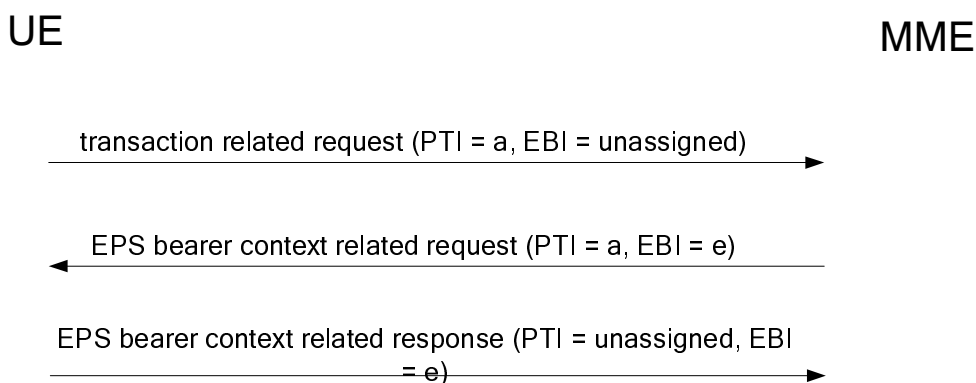 UE
MME
transaction related request (PTI = a, EBI = unassigned)
EPS bearer context related request (PTI = a, EBI = e)
EPS bearer context related response (PTI = unassigned, EBI
= e)